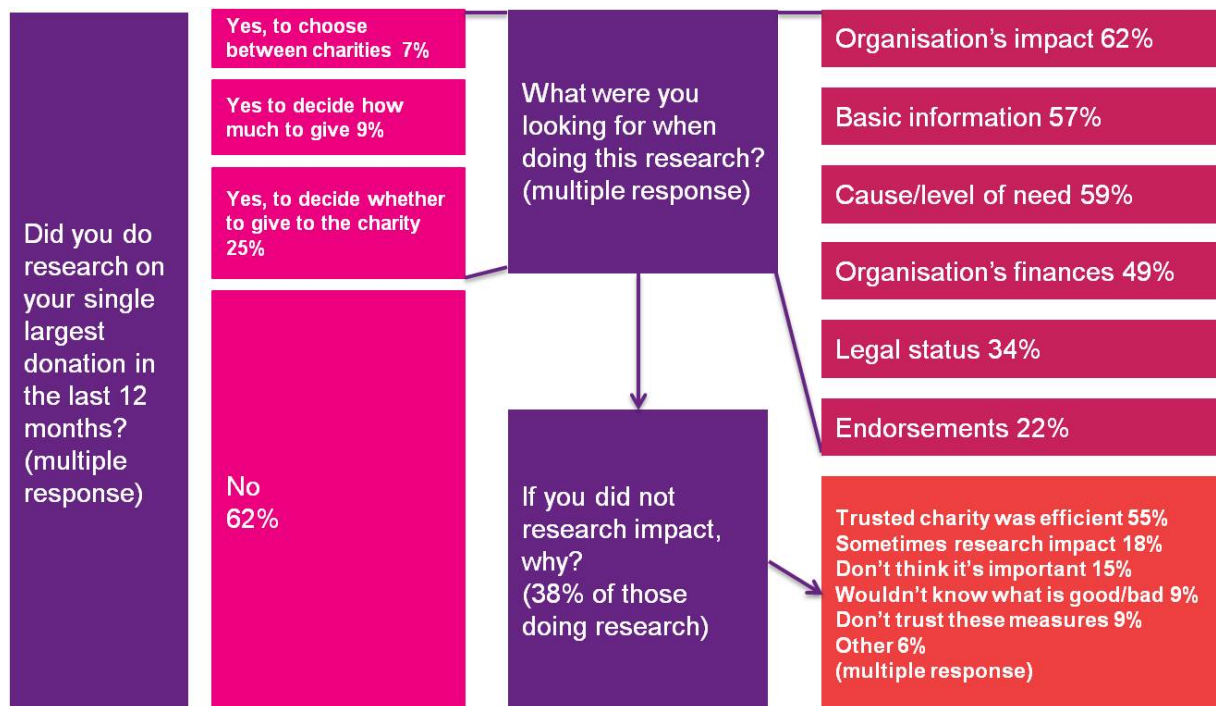 Did you do
research on
your single
largest
donation in
the last 12
months?
(multiple
response)
Yes, to choose
between charities 7%
Yes to decide how
much to give 9%
Yes, to decide whether
to give to the charity
25%
No
62%
What were you
looking for when
doing this research?
(multiple response)
If you did not
research impact,
why?
(38% of those
doing research)
Organisation's impact 62%
Basic information 57%
Cause/level of need 59%
Organisation's finances 49%
Legal status 34%
Endorsements 22%
Trusted charity was efficient 55%
Sometimes research impact 18%
Don't think it's important 15%
Wouldn't know what is good/bad 9%
Don't trust these measures 9%
Other 6%
(multiple response)